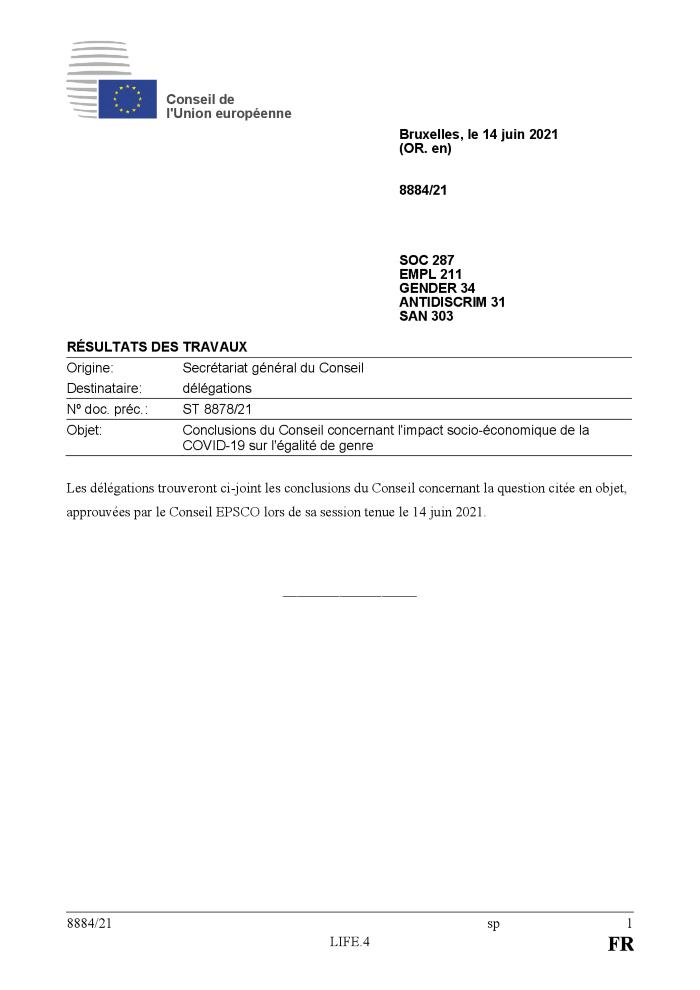 Conseil de
l'Union européenne
Bruxelles, le 14 juin 2021
(OR. en)
8884/21
SOC 287
EMPL 211
GENDER 34
ANTIDISCRIM 31
SAN 303
RÉSULTATS DES TRAVAUX
Origine: Secrétariat général du Conseil
Destinataire: délégations
Nº doc. préc.: ST 8878/21
Objet: Conclusions du Conseil concernant l'impact socio-économique de la
COVID-19 sur l'égalité de genre
Les délégations trouveront ci-joint les conclusions du Conseil concernant la question citée en objet,
approuvées par le Conseil EPSCO lors de sa session tenue le 14 juin 2021.
8884/21 sp 1
LIFE.4 FR